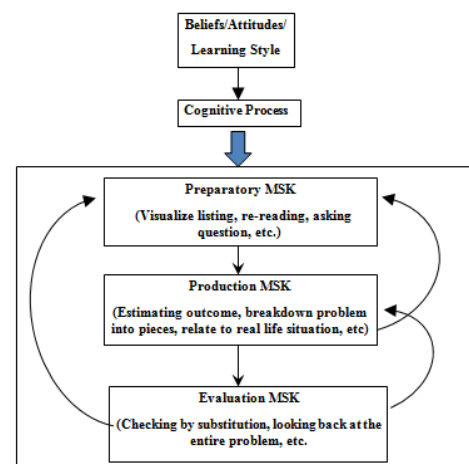 Beliefs/Attitudes/
Learning Style
Cognitive Process
Preparatory MSK
(Visualize listing, re-reading, asking
question, etc.)
Production MSK
(Estimating outcome, breakdown problem
into pieces, relate to real life situation, etc)
Evaluation MSK
(Checking by substitution, looking back at the
entire problem, etc.